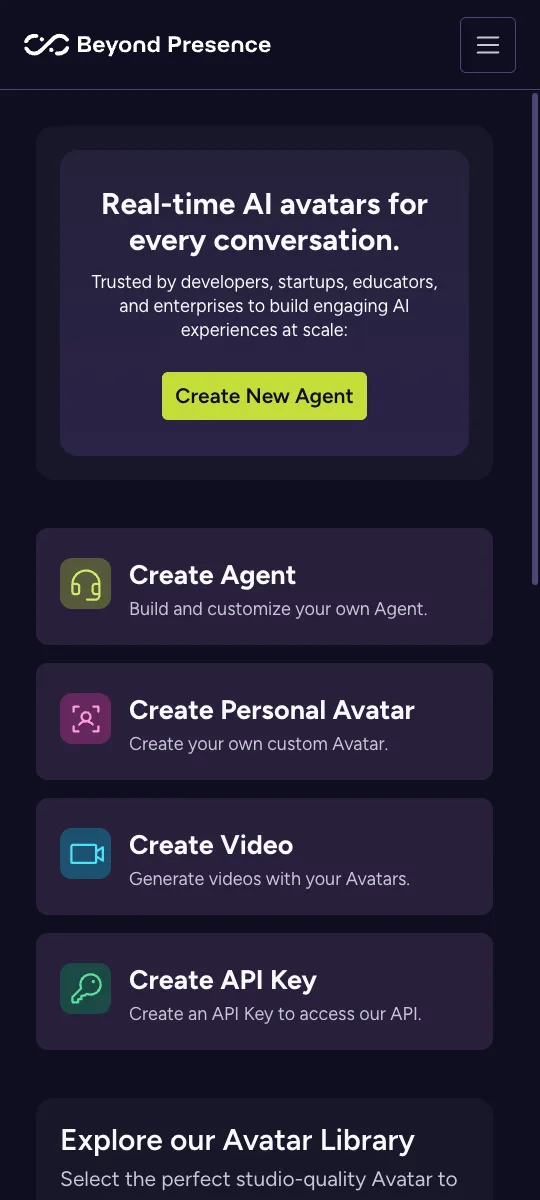 Beyond Presence
Real-time AI avatars for
every conversation.
Trusted by developers, startups, educators,
and enterprises to build engaging AI
experiences at scale:
Create New Agent
Create Agent
Build and customize your own Agent.
Create Personal Avatar
Create your own custom Avatar.
Create Video
Generate videos with your Avatars.
Create API Key
Create an API Key to access our API.
Explore our Avatar Library
Select the perfect studio-quality Avatar to